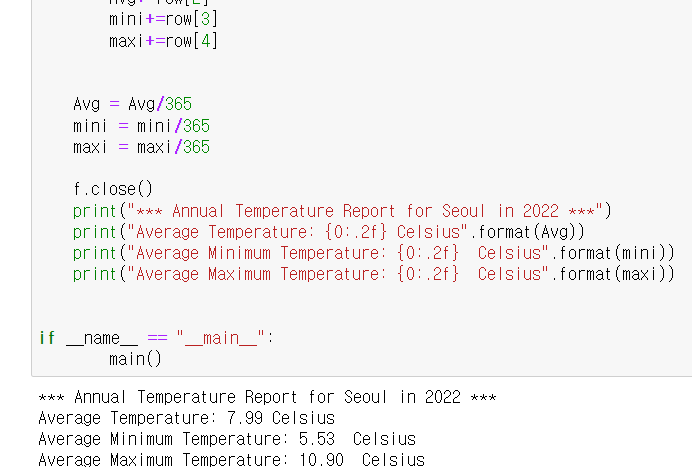 mini+=row[3]
maxi+=row[4]
Avg = Avg/365
mini = mini/365
maxi = maxi/365
f.close()
print("*** Annual Temperature Report for Seoul in 2022 ***")
print("Average Temperature: {0:.2f} Celsius".format(Avg))
print("Average Minimum Temperature: {0:.2f}  Celsius".format(mini))
print("Average Maximum Temperature: {0:.2f}  Celsius".format(maxi))
if __name__ == "__main__":
main()
*** Annual Temperature Report for Seoul in 2022 ***
Average Temperature: 7.99 Celsius
Average Minimum Temperature: 5.53  Celsius
Average Maximum Temperature: 10.90  Celsius